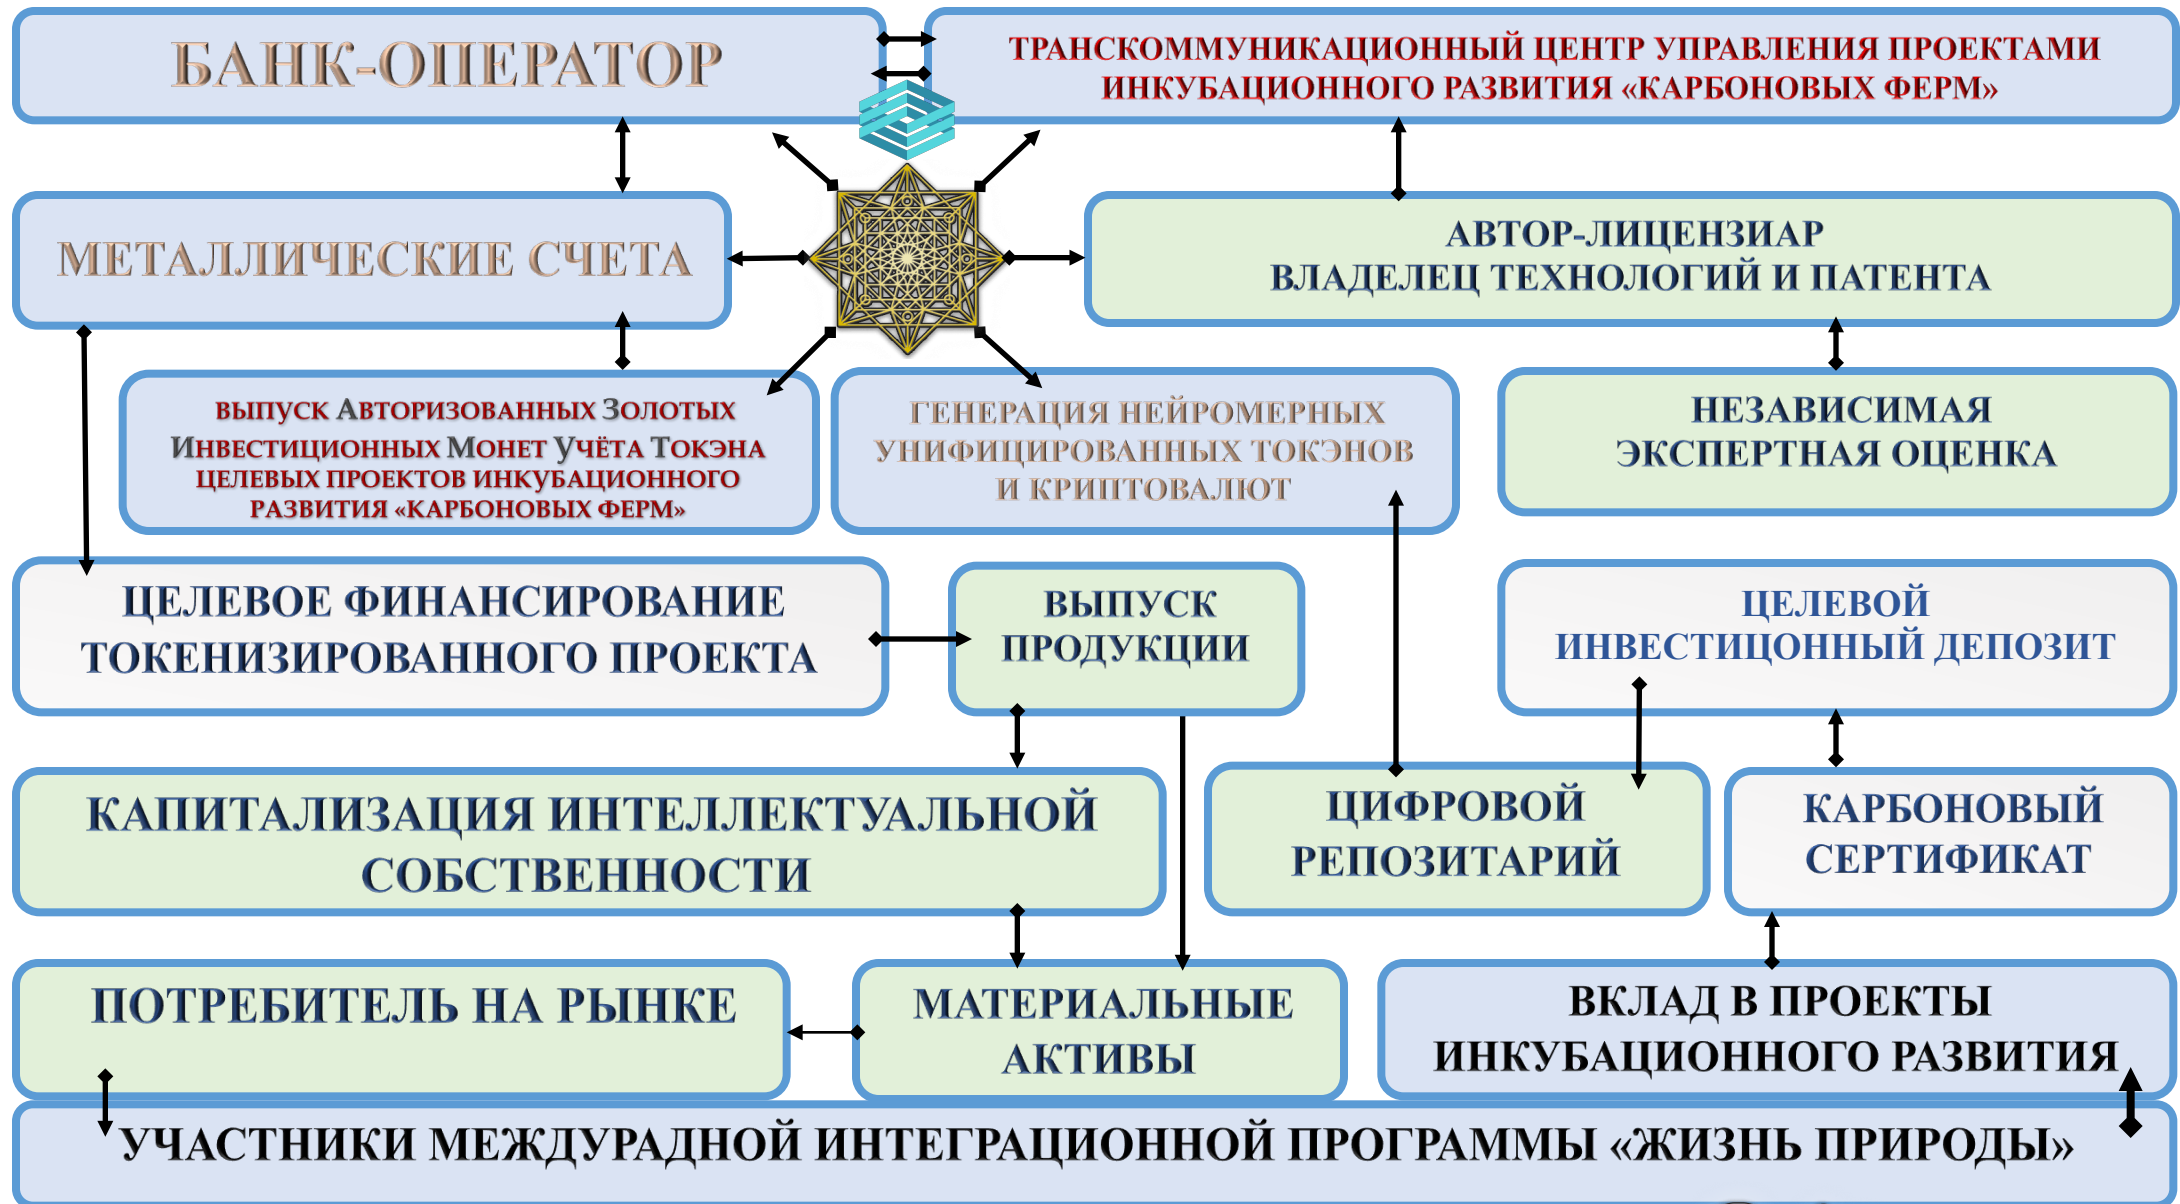 БАНК-ОПЕРАТОР
ТРАНСКОММУНИКАЦИОННЫЙ ЦЕНТР УПРАВЛЕНИЯ ПРОЕКТАМИ
ИНКУБАЦИОННОГО РАЗВИТИЯ «КАРБОНОВЫХ ФЕРМ»
МЕТАЛЛИЧЕСКИЕ СЧЕТА
АВТОР-ЛИЦЕНЗИАР
ВЛАДЕЛЕЦ ТЕХНОЛОГИЙ И ПАТЕНТА
ВЫПУСК АВТОРИЗОВАННЫХ ЗОЛОТЫХ
ИНВЕСТИЦИОННЫХ МОНЕТ УЧЁТА ТОКЭНА
ЦЕЛЕВЫХ ПРОЕКТОВ ИНКУБАЦИОННОГО
РАЗВИТИЯ «КАРБОНОВЫХ ФЕРМ»
ГЕНЕРАЦИЯ НЕЙРОМЕРНЫХ
УНИФИЦИРОВАННЫХ ТОКЭНОВ
И КРИПТОВАЛЮТ
НЕЗАВИСИМАЯ
ЭКСПЕРТНАЯ ОЦЕНКА
ЦЕЛЕВОЕ ФИНАНСИРОВАНИЕ
ТОКЕНИЗИРОВАННОГО ПРОЕКТА
ВЫПУСК
ПРОДУКЦИИ
ЦЕЛЕВОЙ
ИНВЕСТИЦОННЫЙ ДЕПОЗИТ
КАПИТАЛИЗАЦИЯ ИНТЕЛЛЕКТУАЛЬНОЙ
СОБСТВЕННОСТИ
ЦИФРОВОЙ
РЕПОЗИТАРИЙ
КАРБОНОВЫЙ
СЕРТИФИКАТ
ПОТРЕБИТЕЛЬ НА РЫНКЕ
МАТЕРИАЛЬНЫЕ
АКТИВЫ
ВКЛАД В ПРОЕКТЫ
ИНКУБАЦИОННОГО РАЗВИТИЯ
УЧАСТНИКИ МЕЖДУРАДНОЙ ИНТЕГРАЦИОННОЙ ПРОГРАММЫ «ЖИЗНЬ ПРИРОДЫ»